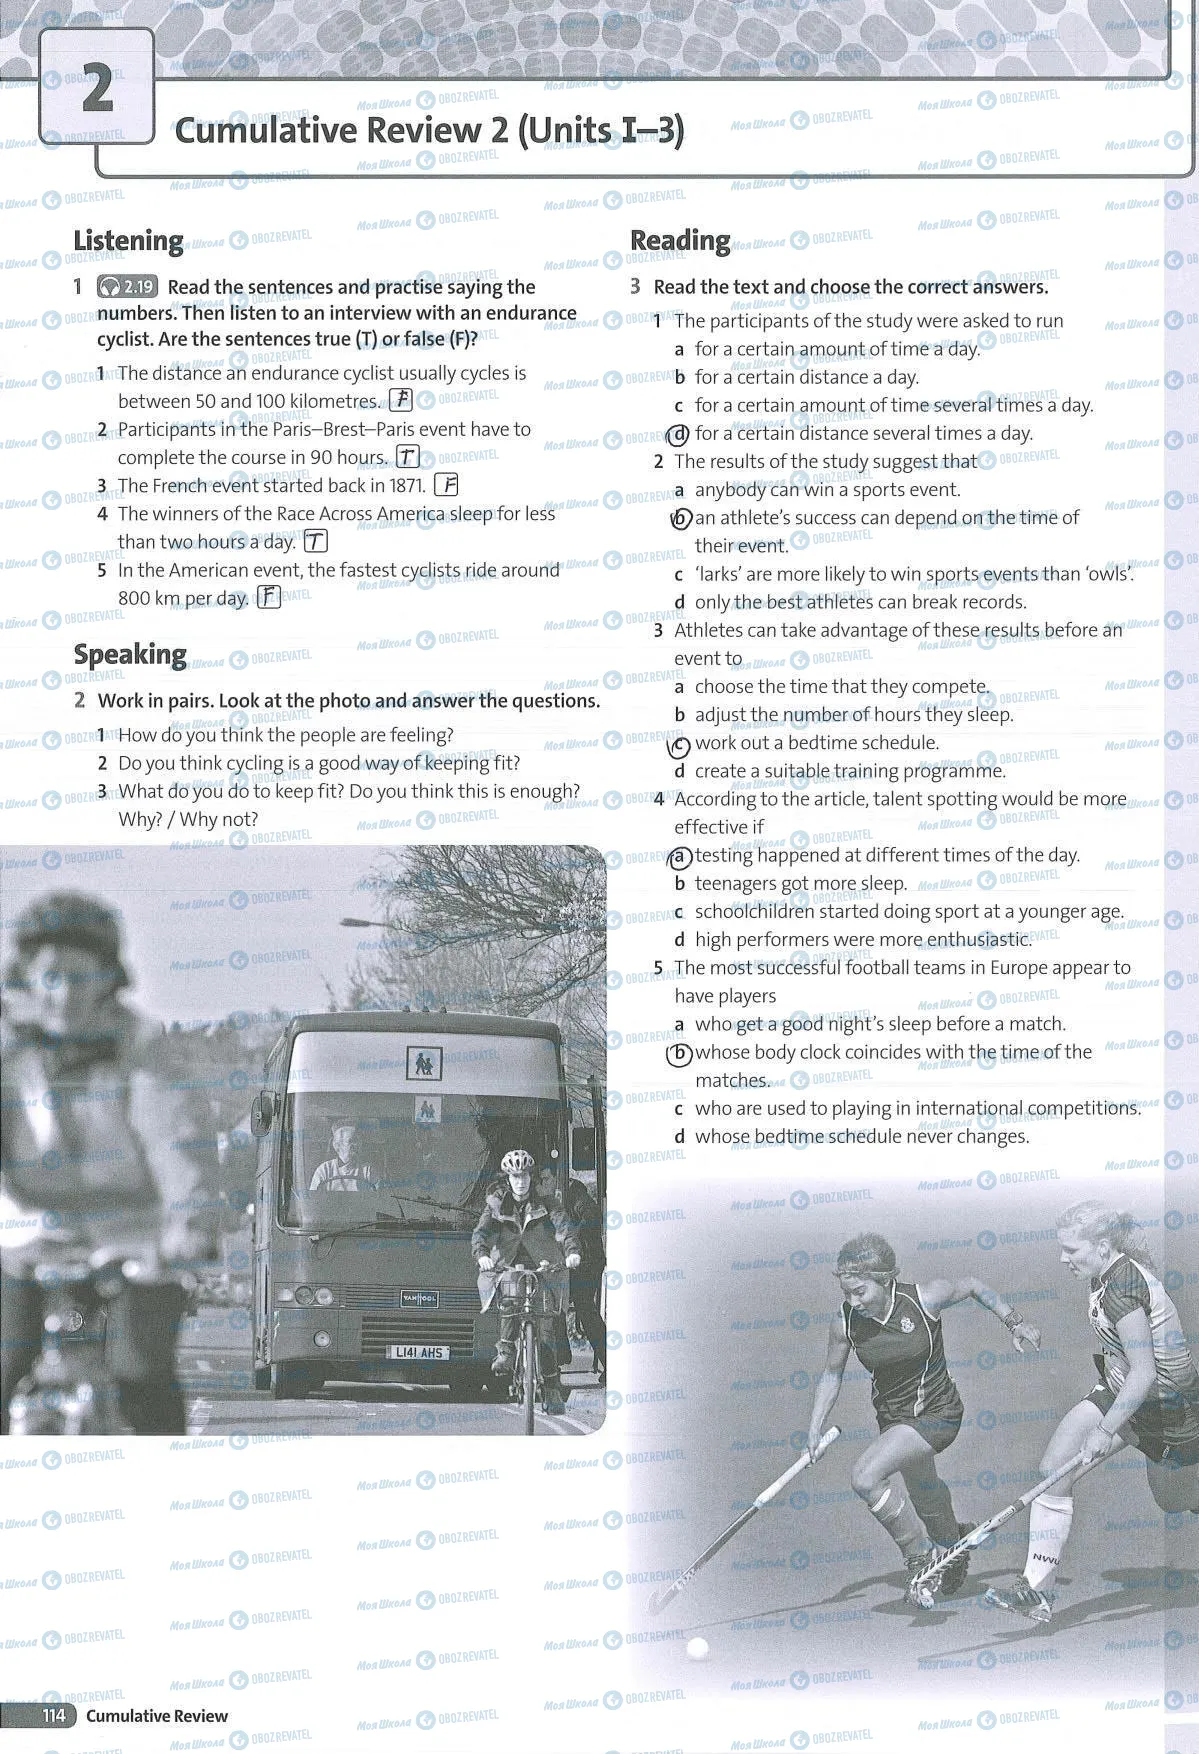 2
Cumulative Review 2 (Units I–3)
Listening
1 2.19 Read the sentences and practise saying the
numbers. Then listen to an interview with an endurance
cyclist. Are the sentences true (T) or false (F)?
1 The distance an endurance cyclist usually cycles is
between 50 and 100 kilometres. F
2 Participants in the Paris–Brest–Paris event have to
complete the course in 90 hours. T
3 The French event started back in 1871. F
4 The winners of the Race Across America sleep for less
than two hours a day. T
5 In the American event, the fastest cyclists ride around
800 km per day. F
Speaking
2 Work in pairs. Look at the photo and answer the questions.
1 How do you think the people are feeling?
2 Do you think cycling is a good way of keeping fit?
3 What do you do to keep fit? Do you think this is enough?
Why? / Why not?
VANHOOL
L141 AHS
Reading
3 Read the text and choose the correct answers.
1 The participants of the study were asked to run
a for a certain amount of time a day.
b for a certain distance a day.
c for a certain amount of time several times a day.
d for a certain distance several times a day.
2 The results of the study suggest that
a anybody can win a sports event.
b an athlete's success can depend on the time of
their event.
c 'larks' are more likely to win sports events than 'owls'.
d only the best athletes can break records.
3 Athletes can take advantage of these results before an
event to
a choose the time that they compete.
b adjust the number of hours they sleep.
c work out a bedtime schedule.
d create a suitable training programme.
4 According to the article, talent spotting would be more
effective if
a testing happened at different times of the day.
b teenagers got more sleep.
c schoolchildren started doing sport at a younger age.
d high performers were more enthusiastic.
5 The most successful football teams in Europe appear to
have players
a who get a good night's sleep before a match.
b whose body clock coincides with the time of the
matches.
c who are used to playing in international competitions.
d whose bedtime schedule never changes.
114 Cumulative Review
Моя Школа OBOZREVATEL